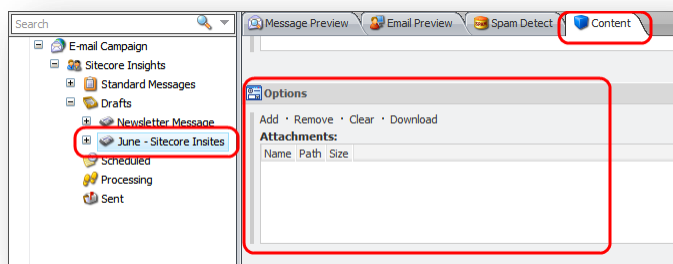 Search
Message Preview
Email Preview
Spam Detect
Content
E-mail Campaign
Sitecore Insights
Standard Messages
Drafts
Newsletter Message
June - Sitecore Insites
Scheduled
Processing
Sent
Options
Add · Remove · Clear · Download
Attachments:
Name Path Size